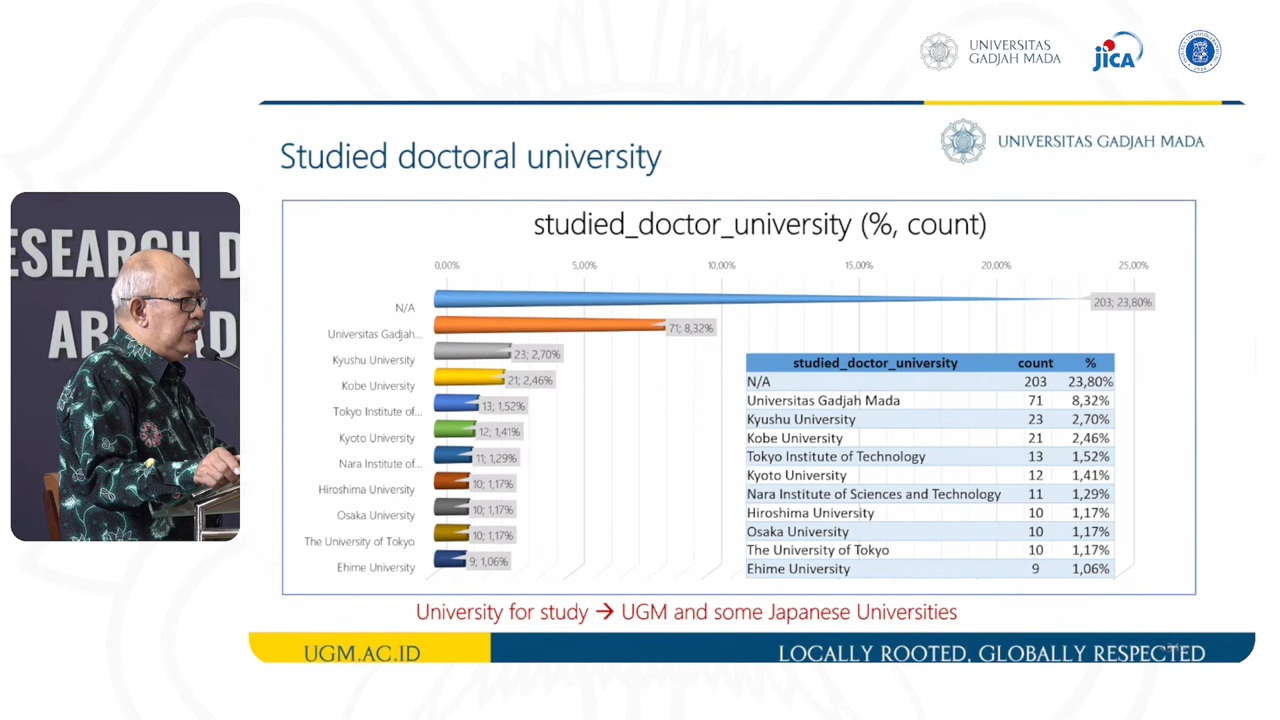 UNIVERSITAS
GADJAH MADA
JICA
Studied doctoral university
UNIVERSITAS GADJAH MADA
ESEARCH D
AB AD
studied_doctor_university (%, count)
0,00% 5,00% 10,00% 15,00% 20,00% 25,00%
N/A 203; 23,80%
Universitas Gadjah... 71; 8,32%
Kyushu University 23; 2,70%
Kobe University 21; 2,46%
Tokyo Institute of... 13; 1,52%
Kyoto University 12; 1,41%
Nara Institute of... 11; 1,29%
Hiroshima University 10; 1,17%
Osaka University 10; 1,17%
The University of Tokyo 10; 1,17%
Ehime University 9; 1,06%
studied_doctor_university count %
N/A 203 23,80%
Universitas Gadjah Mada 71 8,32%
Kyushu University 23 2,70%
Kobe University 21 2,46%
Tokyo Institute of Technology 13 1,52%
Kyoto University 12 1,41%
Nara Institute of Sciences and Technology 11 1,29%
Hiroshima University 10 1,17%
Osaka University 10 1,17%
The University of Tokyo 10 1,17%
Ehime University 9 1,06%
University for study → UGM and some Japanese Universities
UGM.AC.ID
LOCALLY ROOTED, GLOBALLY RESPECTED